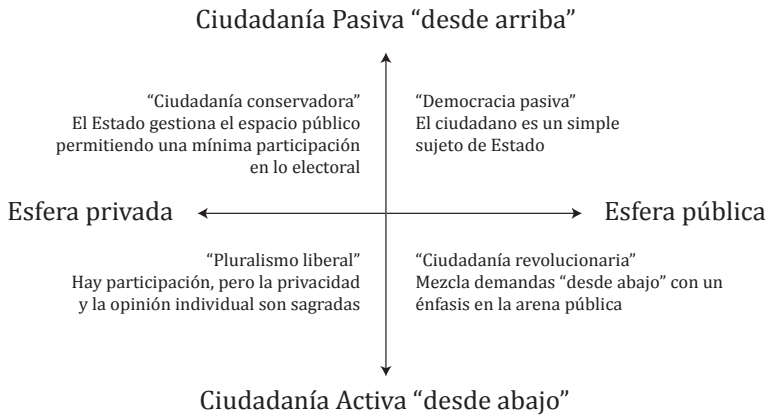 Ciudadanía Pasiva “desde arriba”
“Ciudadanía conservadora”
El Estado gestiona el espacio público
permitiendo una mínima participación
en lo electoral
“Democracia pasiva”
El ciudadano es un simple
sujeto de Estado
Esfera privada
Esfera pública
“Pluralismo liberal”
Hay participación, pero la privacidad
y la opinión individual son sagradas
“Ciudadanía revolucionaria”
Mezcla demandas “desde abajo” con un
énfasis en la arena pública
Ciudadanía Activa “desde abajo”